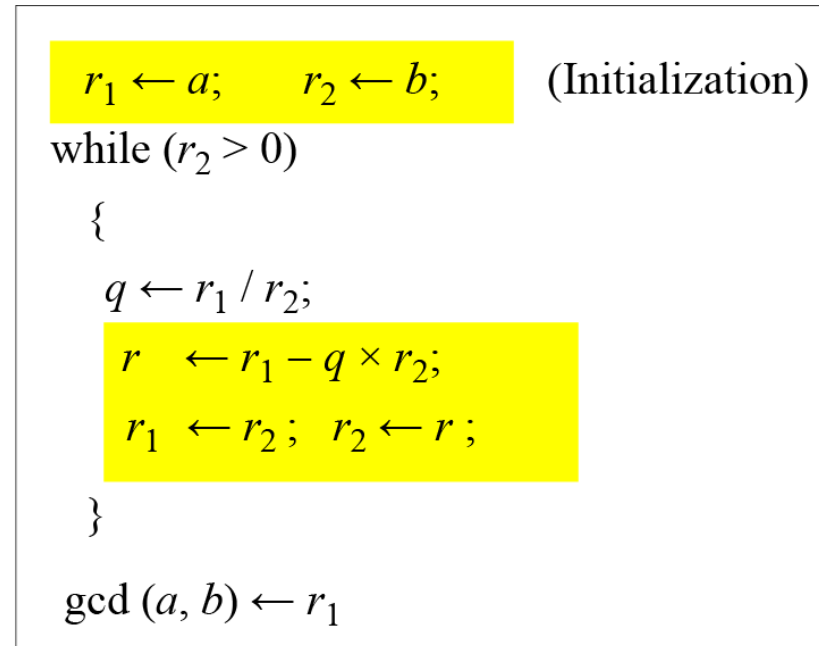 r₁ ← a; r₂ ← b; (Initialization)
while (r₂ > 0)
{
q ← r₁ / r₂;
r ← r₁ – q × r₂;
r₁ ← r₂ ; r₂ ← r ;
}
gcd (a, b) ← r₁